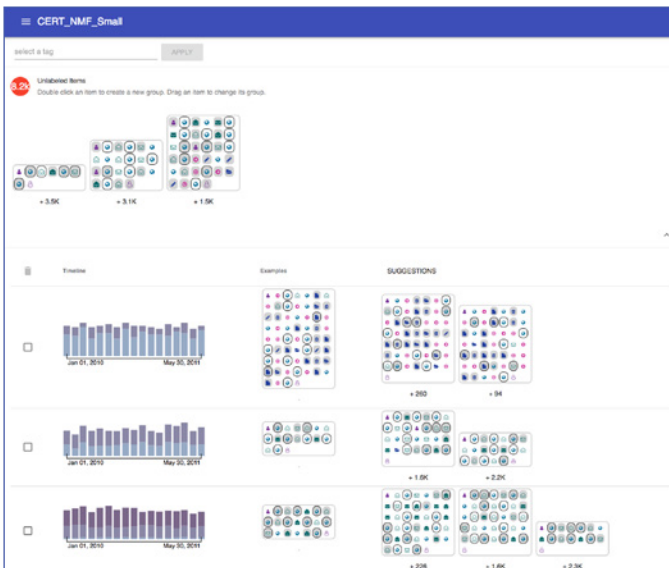 CERT_NMF_Small
select a tag
APPLY
8.2k
Unlabeled Items
Double click an item to create a new group. Drag an item to change its group.
+ 3.5K
+ 3.1K
+ 1.5K
Timeline
Examples
SUGGESTIONS
Jan 01, 2010
May 30, 2011
+ 260
+ 94
Jan 01, 2010
May 30, 2011
+ 1.8K
+ 2.2K
Jan 01, 2010
May 30, 2011
+ 226
+ 1.6K
+ 2.3K